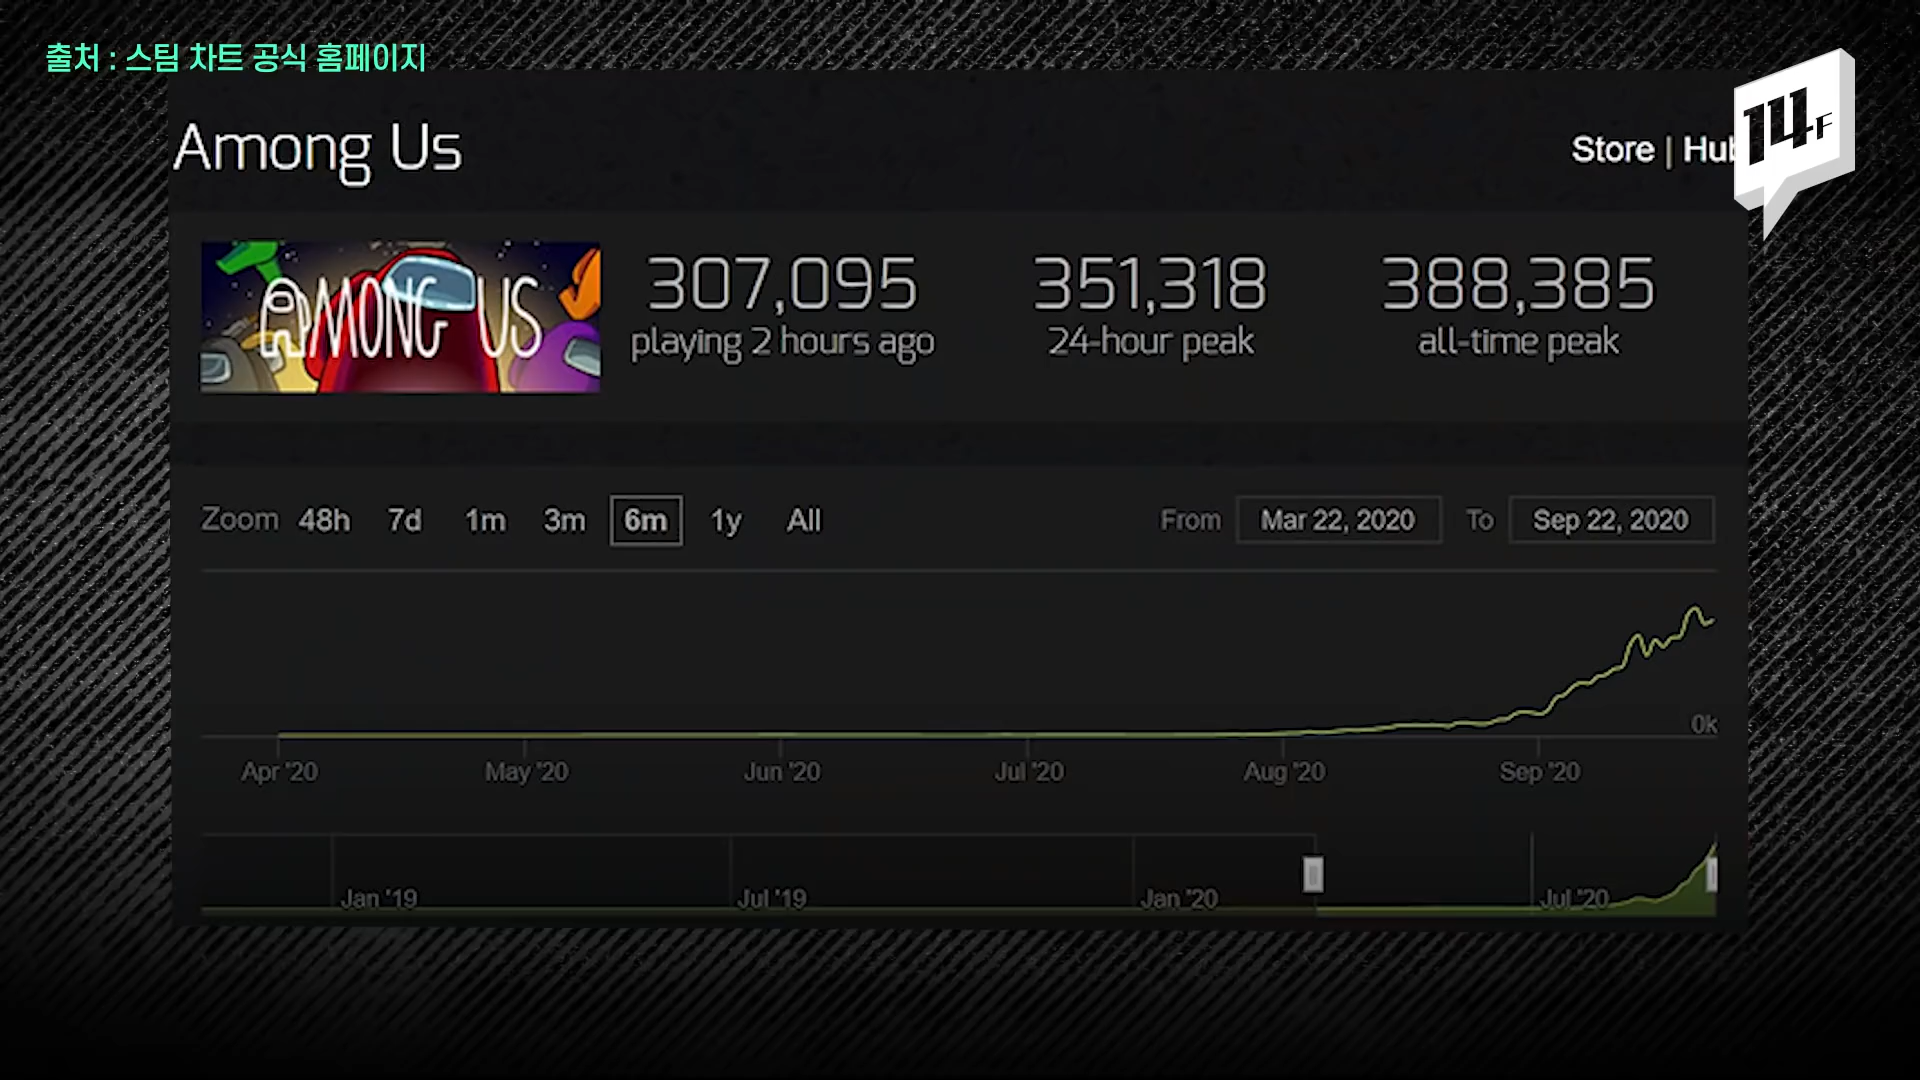 출처 : 스팀 차트 공식 홈페이지
14F
Among Us
Store | Hub
AMONG US
307,095
playing 2 hours ago
351,318
24-hour peak
388,385
all-time peak
Zoom 48h 7d 1m 3m 6m 1y All
From Mar 22, 2020 To Sep 22, 2020
0k
Apr '20 May '20 Jun '20 Jul '20 Aug '20 Sep '20
Jan '19 Jul '19 Jan '20 Jul '20